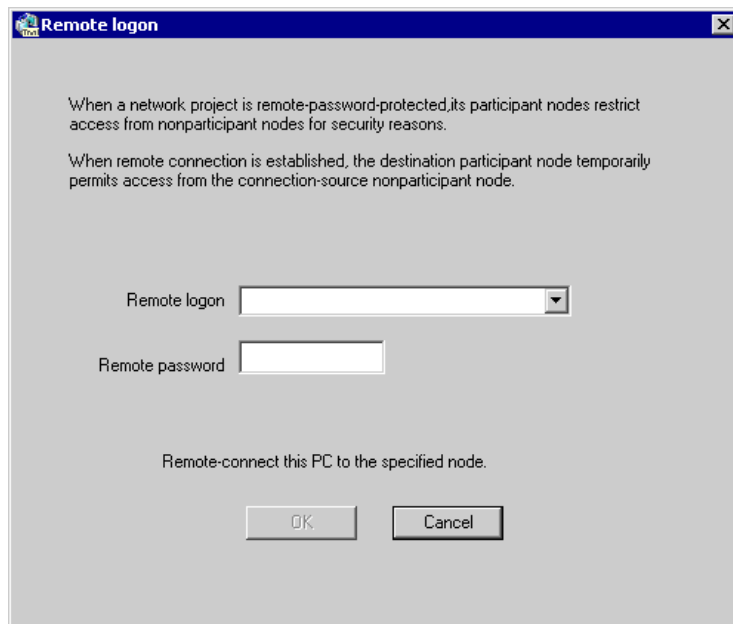 Remote logon
When a network project is remote-password-protected,its participant nodes restrict
access from nonparticipant nodes for security reasons.
When remote connection is established, the destination participant node temporarily
permits access from the connection-source nonparticipant node.
Remote logon
Remote password
Remote-connect this PC to the specified node.
OK Cancel